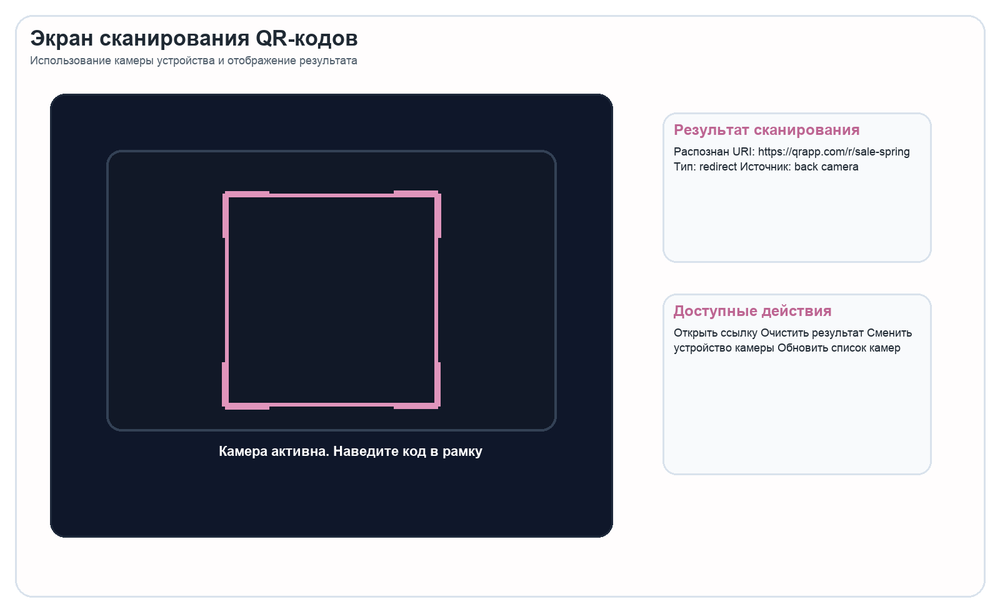 Экран сканирования QR-кодов
Использование камеры устройства и отображение результата
Камера активна. Наведите код в рамку
Результат сканирования
Распознан URI: https://qrapp.com/r/sale-spring
Тип: redirect Источник: back camera
Доступные действия
Открыть ссылку Очистить результат Сменить
устройство камеры Обновить список камер